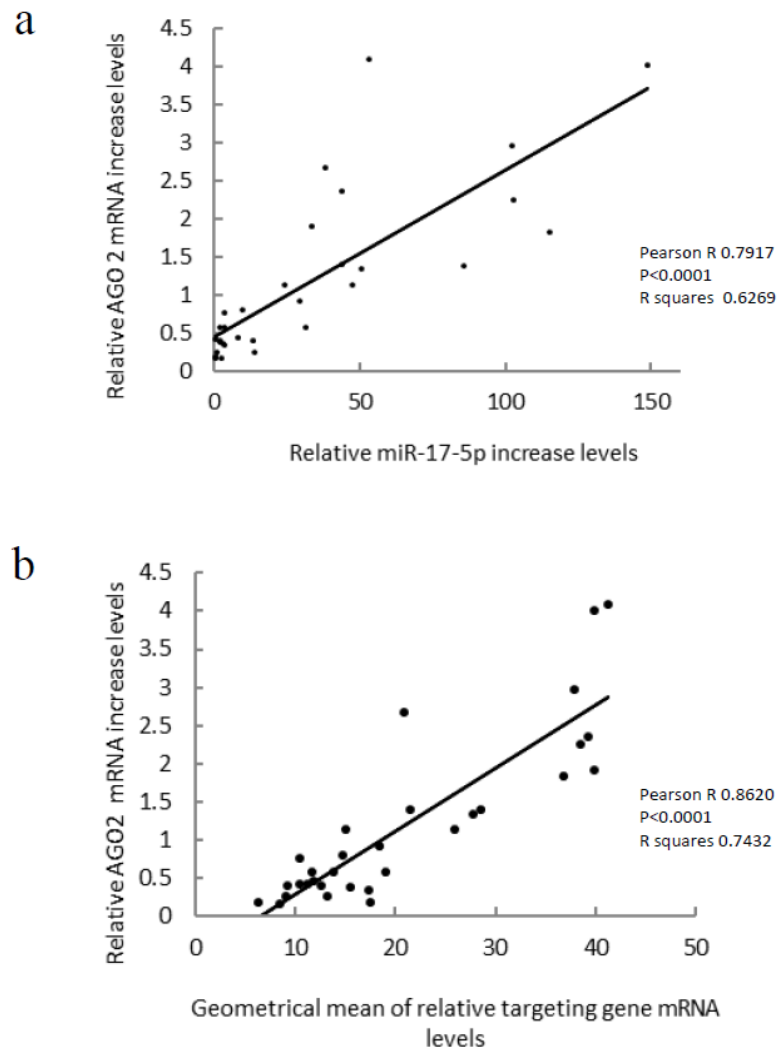 a
Relative AGO 2 mRNA increase levels
4.5
4
3.5
3
2.5
2
1.5
1
0.5
0
0
50
100
150
Relative miR-17-5p increase levels
Pearson R 0.7917
P<0.0001
R squares 0.6269
b
Relative AGO2 mRNA increase levels
4.5
4
3.5
3
2.5
2
1.5
1
0.5
0
0
10
20
30
40
50
Geometrical mean of relative targeting gene mRNA
levels
Pearson R 0.8620
P<0.0001
R squares 0.7432